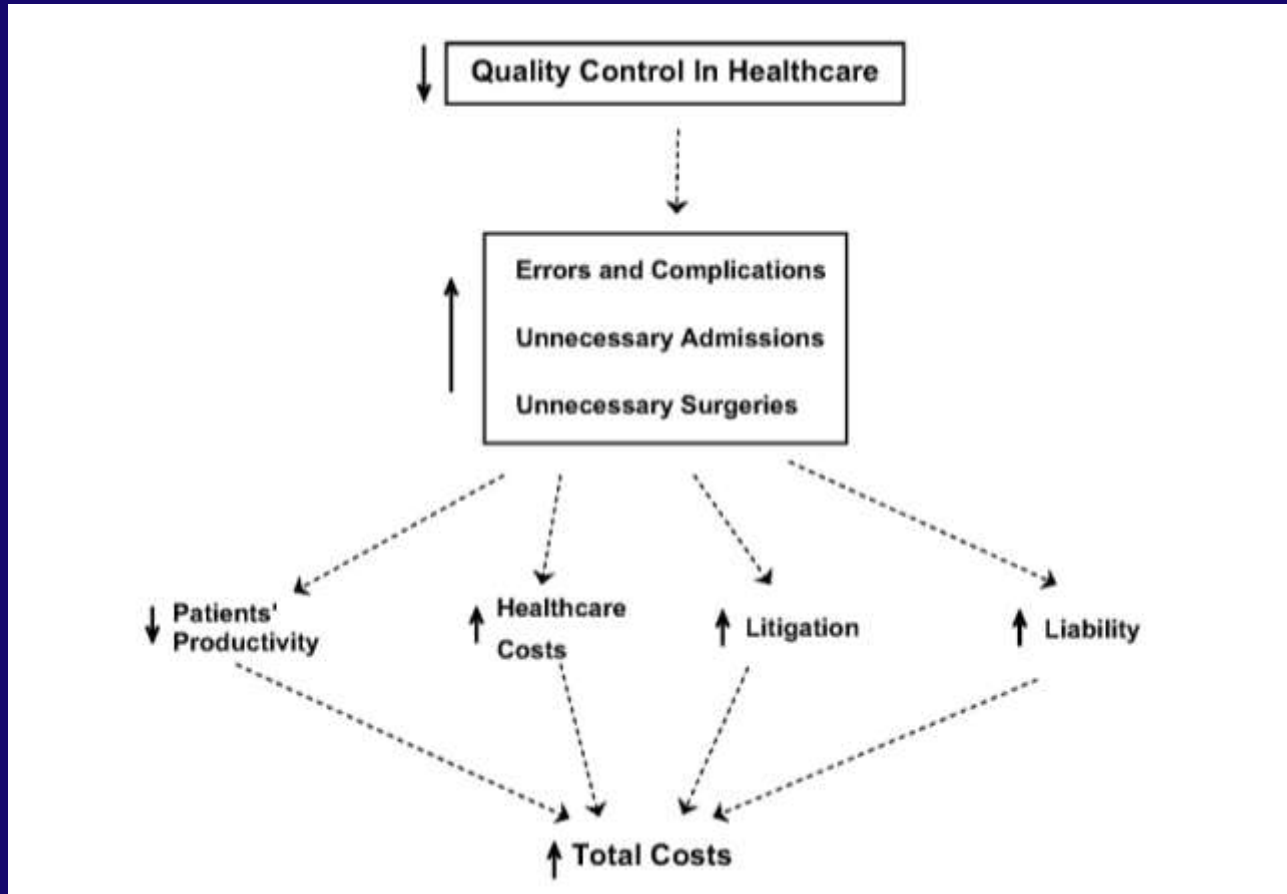 Quality Control In Healthcare
Errors and Complications
Unnecessary Admissions
Unnecessary Surgeries
Patients'
Productivity
Healthcare
Costs
Litigation
Liability
Total Costs